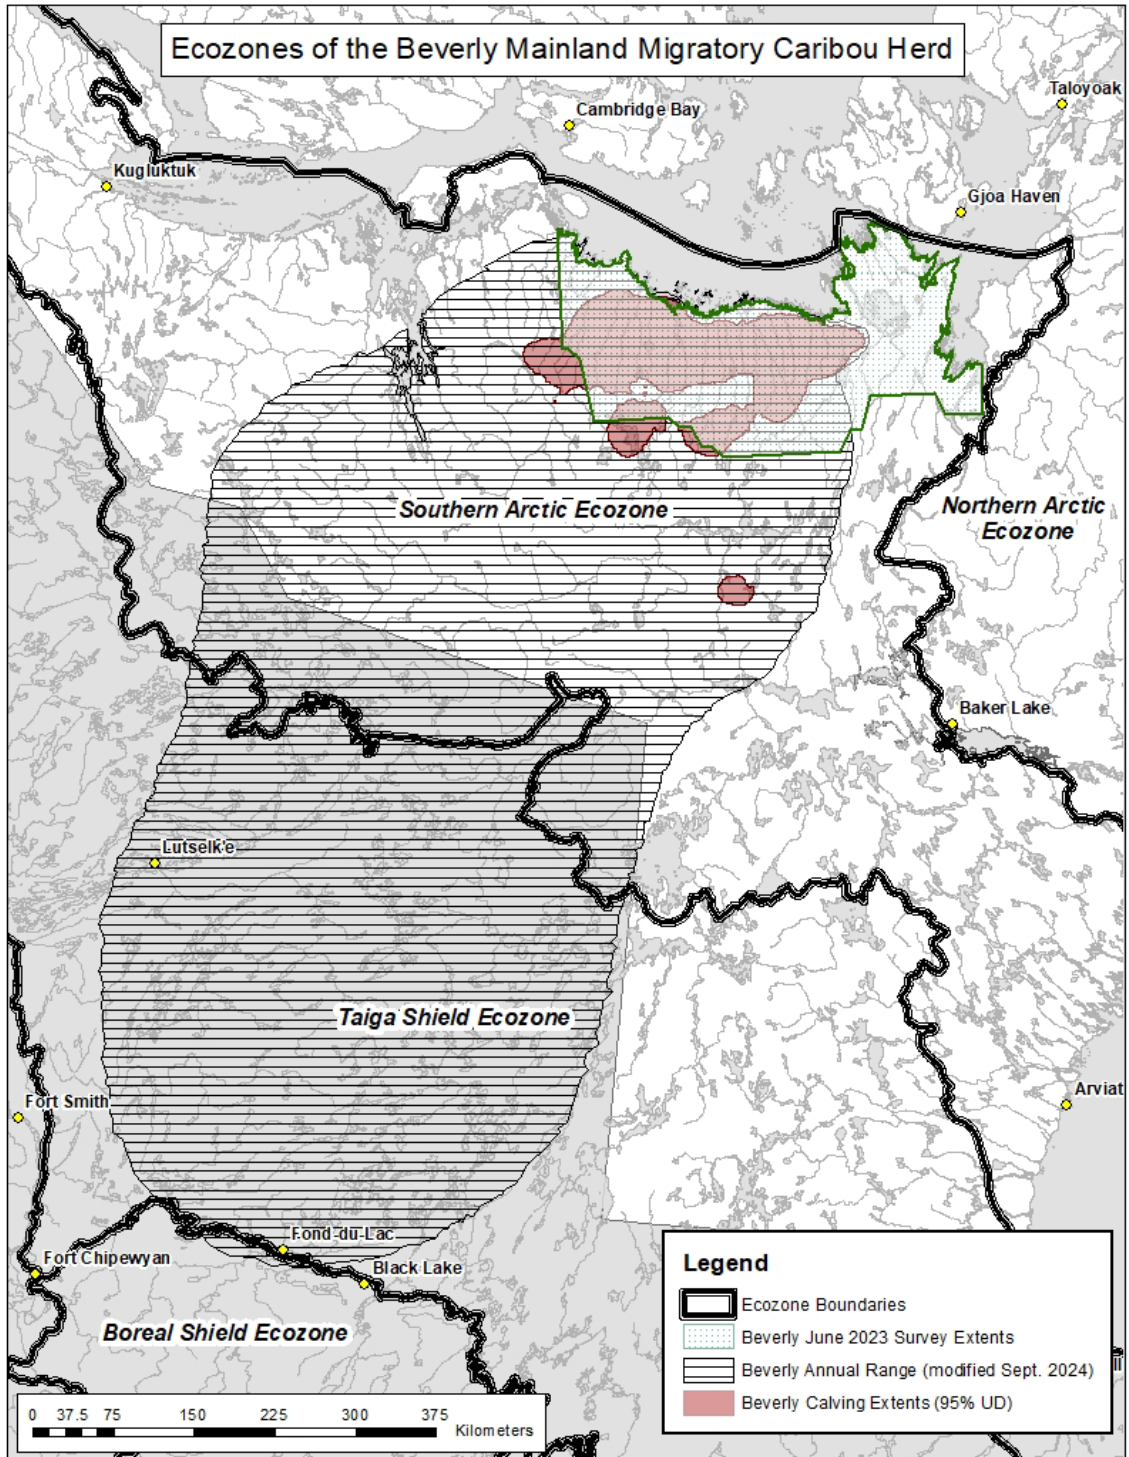 Ecozones of the Beverly Mainland Migratory Caribou Herd
Taloyoak
Cambridge Bay
Kugluktuk
Gjoa Haven
Southern Arctic Ecozone
Northern Arctic
Ecozone
Baker Lake
Lutselk'e
Taiga Shield Ecozone
Fort Smith
Arviat
Fond-du-Lac
Fort Chipewyan
Black Lake
Boreal Shield Ecozone
Legend
Ecozone Boundaries
Beverly June 2023 Survey Extents
Beverly Annual Range (modified Sept. 2024)
Beverly Calving Extents (95% UD)
0 37.5 75 150 225 300 375
Kilometers